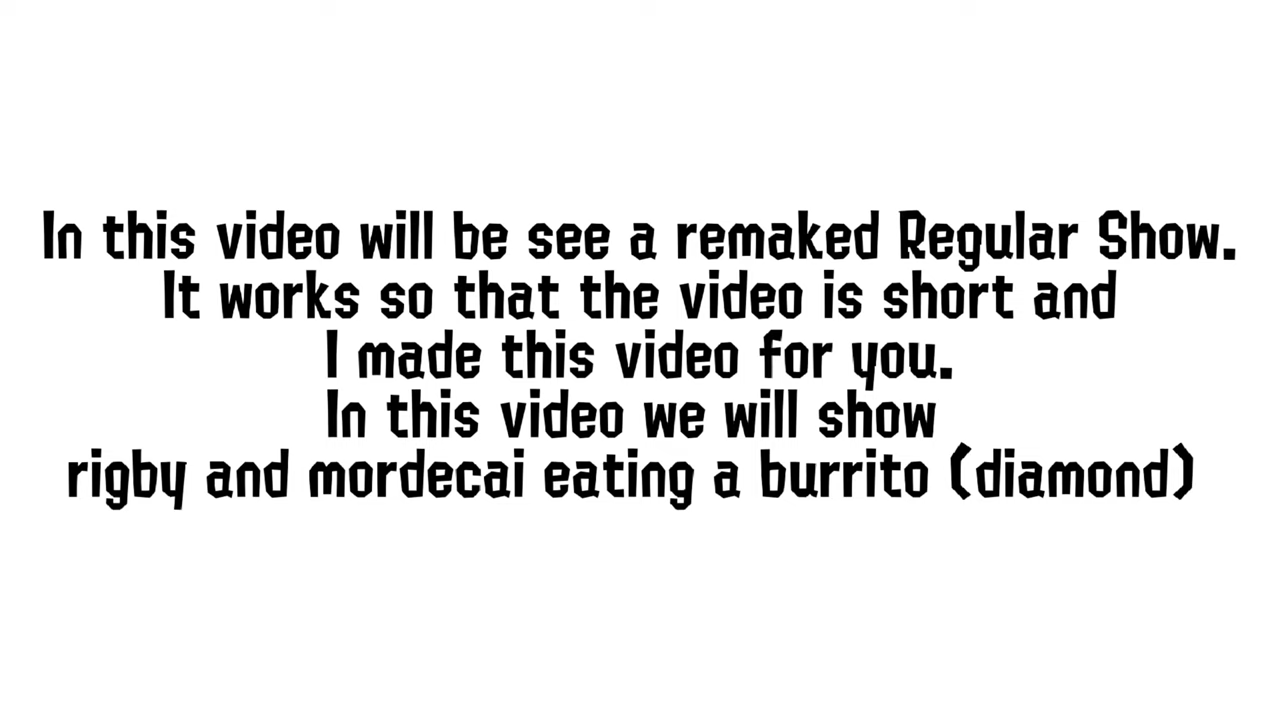 In this video will be see a remaked Regular Show.
It works so that the video is short and
I made this video for you.
In this video we will show
rigby and mordecai eating a burrito (diamond)